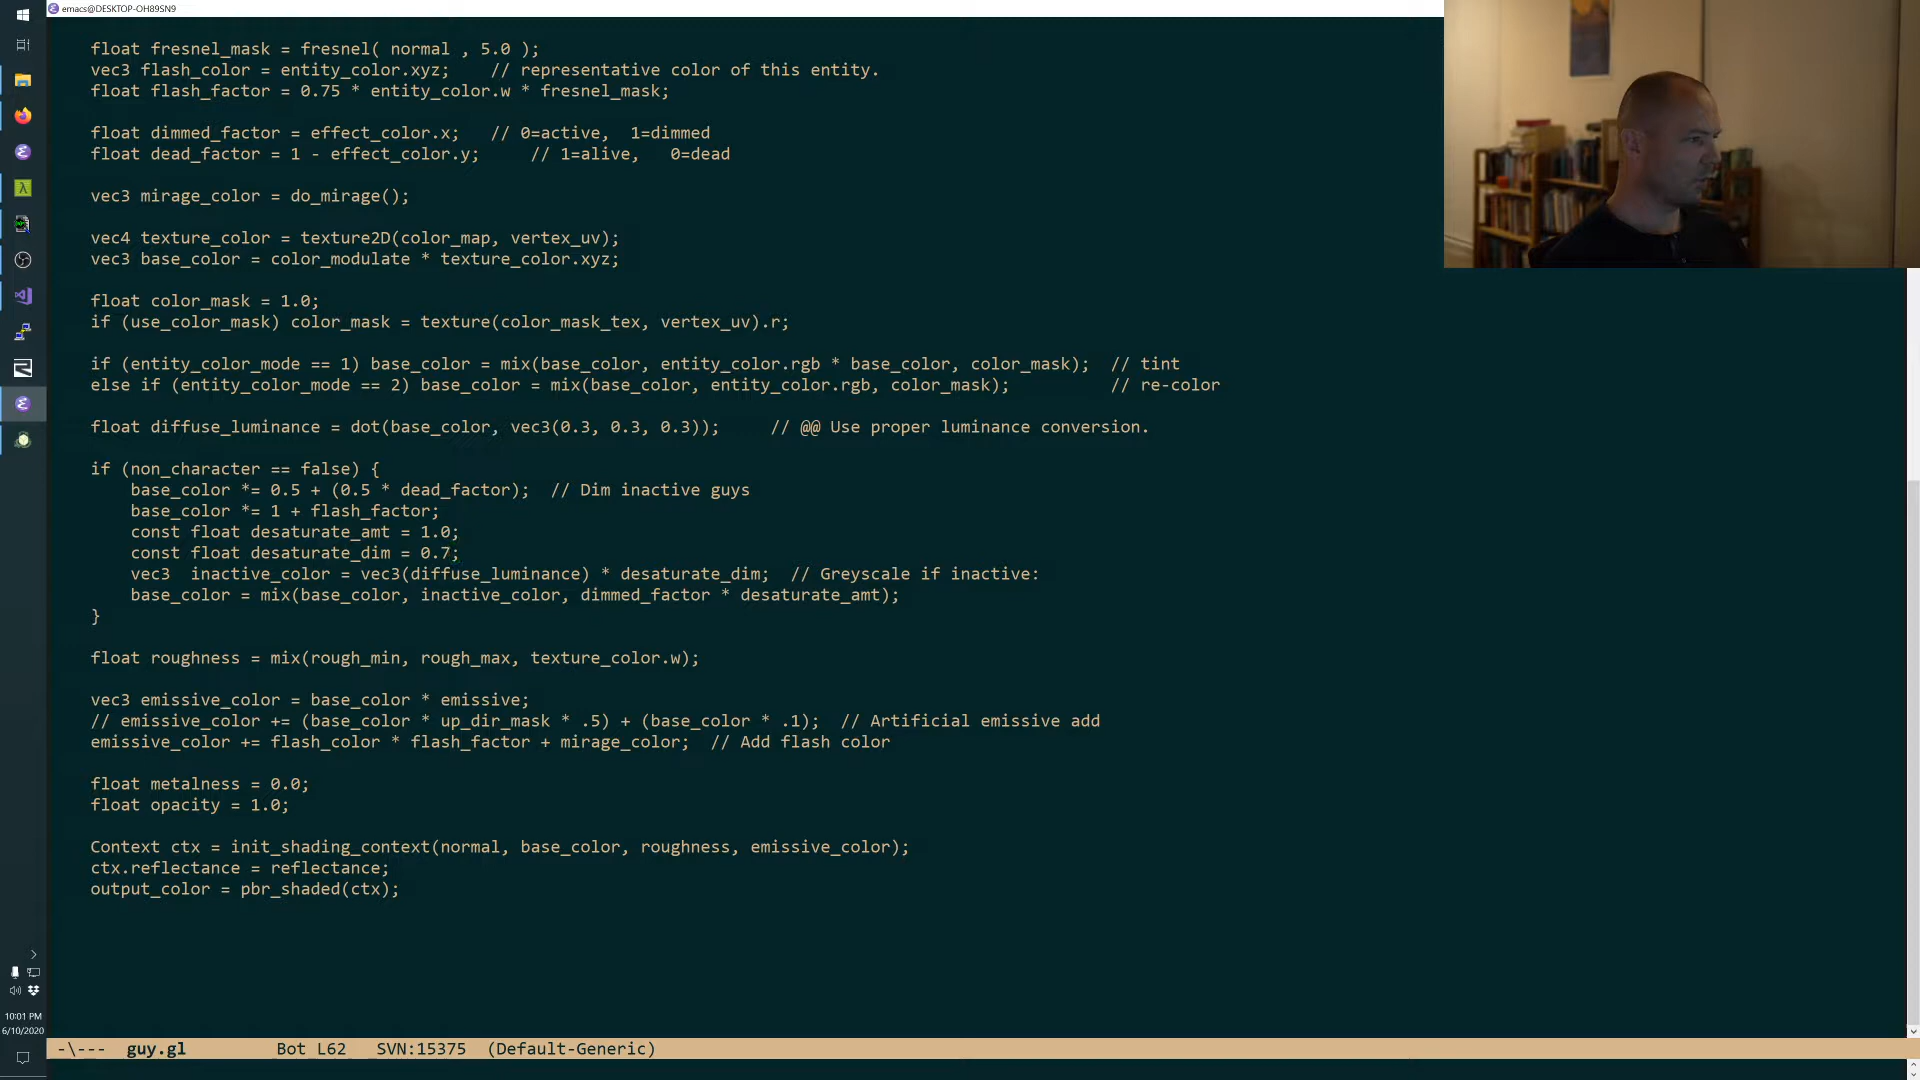 emacs@DESKTOP-OH89SN9
float fresnel_mask = fresnel( normal , 5.0 );
vec3 flash_color = entity_color.xyz;    // representative color of this entity.
float flash_factor = 0.75 * entity_color.w * fresnel_mask;
float dimmed_factor = effect_color.x;   // 0=active,  1=dimmed
float dead_factor = 1 - effect_color.y;     // 1=alive,   0=dead
vec3 mirage_color = do_mirage();
vec4 texture_color = texture2D(color_map, vertex_uv);
vec3 base_color = color_modulate * texture_color.xyz;
float color_mask = 1.0;
if (use_color_mask) color_mask = texture(color_mask_tex, vertex_uv).r;
if (entity_color_mode == 1) base_color = mix(base_color, entity_color.rgb * base_color, color_mask);  // tint
else if (entity_color_mode == 2) base_color = mix(base_color, entity_color.rgb, color_mask);          // re-color
float diffuse_luminance = dot(base_color, vec3(0.3, 0.3, 0.3));     // @@ Use proper luminance conversion.
if (non_character == false) {
    base_color *= 0.5 + (0.5 * dead_factor);  // Dim inactive guys
    base_color *= 1 + flash_factor;
    const float desaturate_amt = 1.0;
    const float desaturate_dim = 0.7;
    vec3  inactive_color = vec3(diffuse_luminance) * desaturate_dim;  // Greyscale if inactive:
    base_color = mix(base_color, inactive_color, dimmed_factor * desaturate_amt);
}
float roughness = mix(rough_min, rough_max, texture_color.w);
vec3 emissive_color = base_color * emissive;
// emissive_color += (base_color * up_dir_mask * .5) + (base_color * .1);  // Artificial emissive add
emissive_color += flash_color * flash_factor + mirage_color;  // Add flash color
float metalness = 0.0;
float opacity = 1.0;
Context ctx = init_shading_context(normal, base_color, roughness, emissive_color);
ctx.reflectance = reflectance;
output_color = pbr_shaded(ctx);
10:01 PM
6/10/2020
-\---  guy.gl         Bot L62   SVN:15375  (Default-Generic)